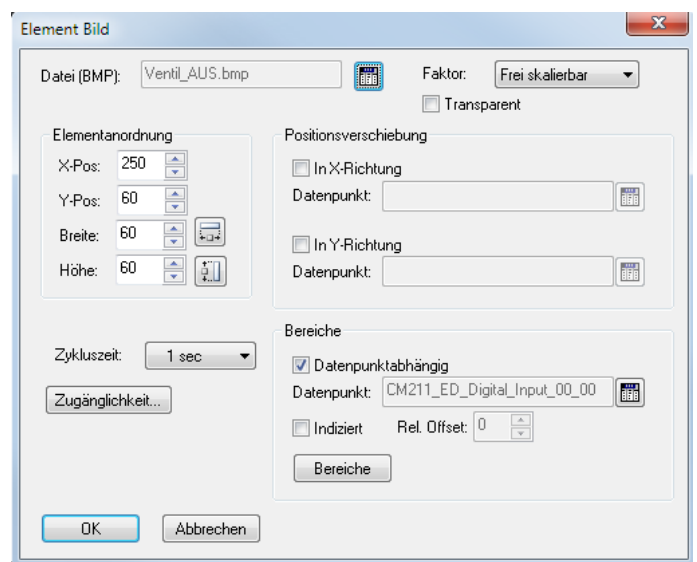 Element Bild
Datei (BMP): Ventil_AUS.bmp Faktor: Frei skalierbar
Transparent
Elementanordnung
X-Pos: 250
Y-Pos: 60
Breite: 60
Höhe: 60
Positionsverschiebung
In X-Richtung
Datenpunkt:
In Y-Richtung
Datenpunkt:
Zykluszeit: 1 sec
Zugänglichkeit...
Bereiche
Datenpunktabhängig
Datenpunkt: CM211_ED_Digital_Input_00_00
Indiziert Rel. Offset: 0
Bereiche
OK Abbrechen